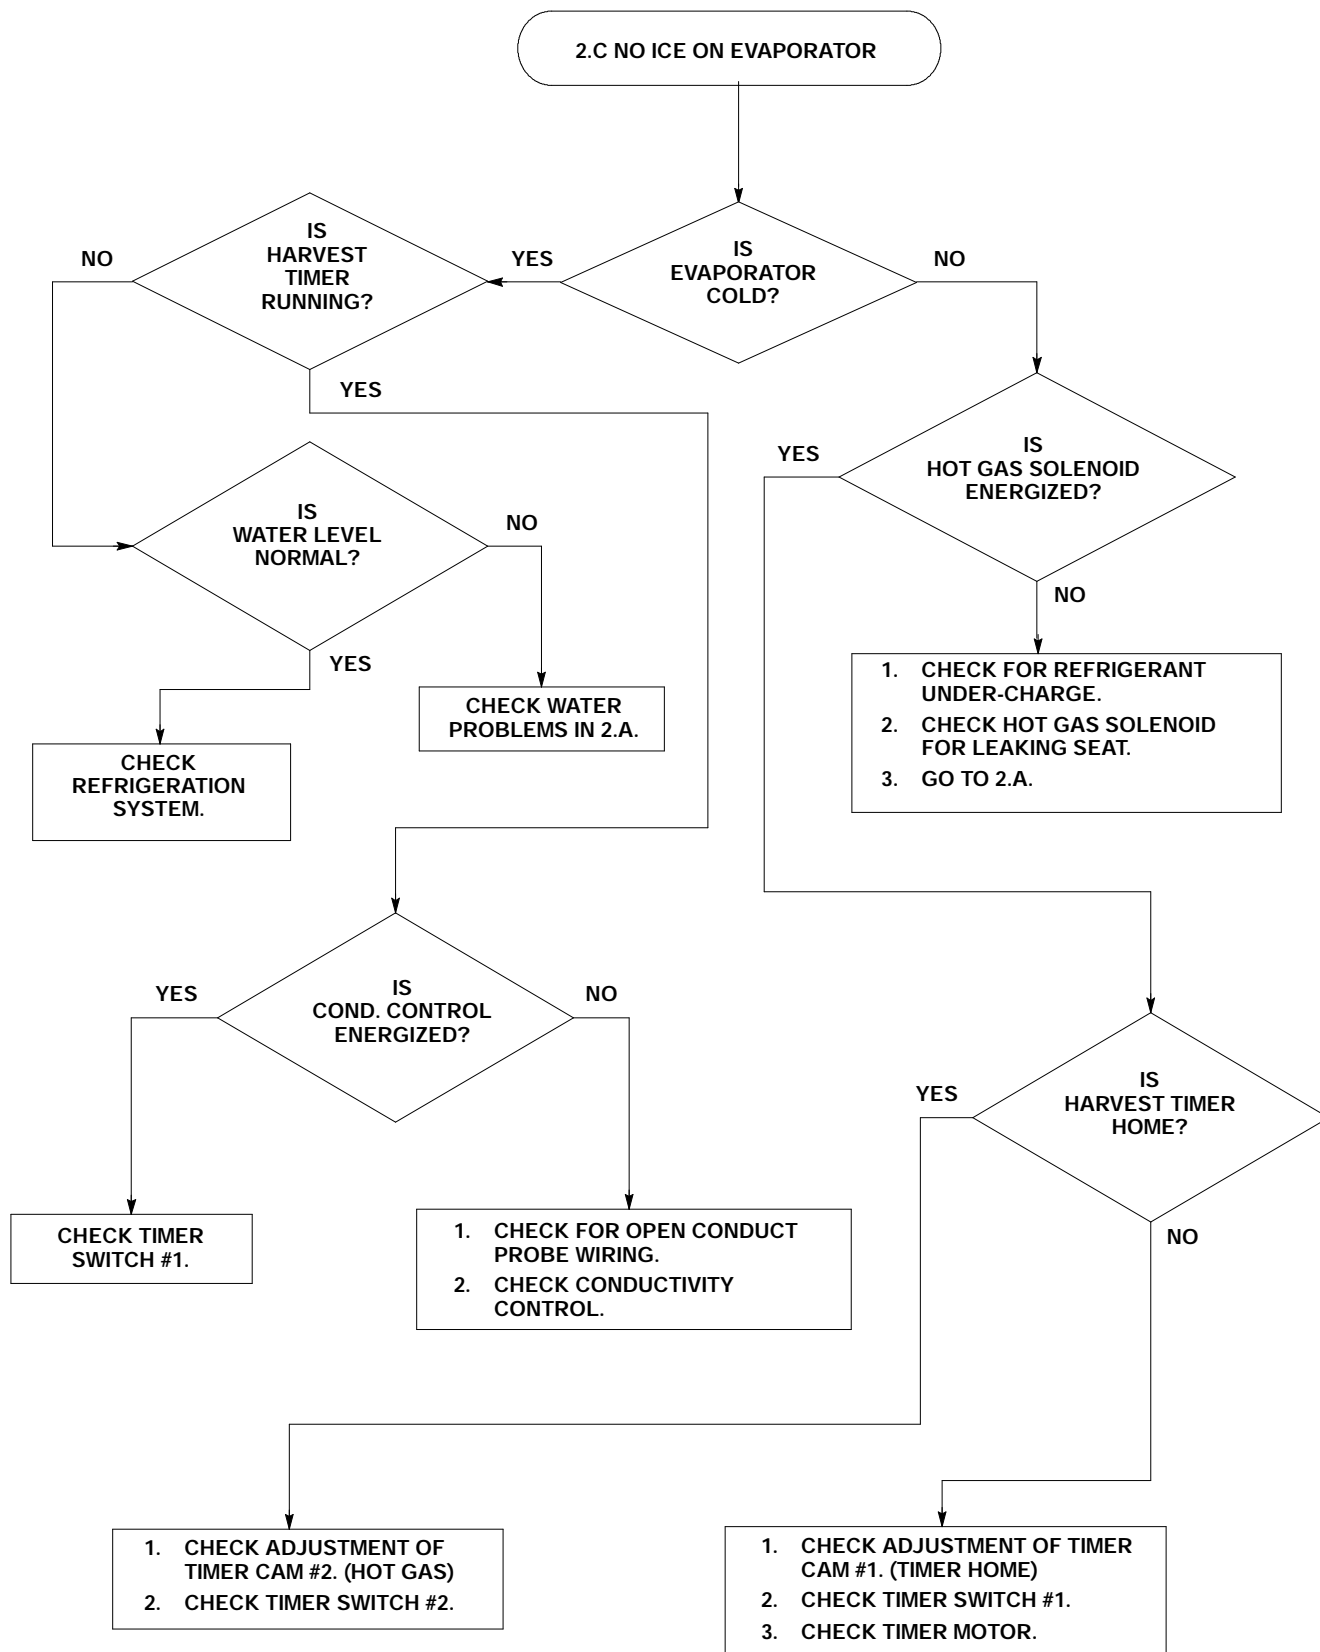 2.C NO ICE ON EVAPORATOR
IS
EVAPORATOR
COLD?
YES
NO
IS
HARVEST
TIMER
RUNNING?
NO
YES
IS
HOT GAS SOLENOID
ENERGIZED?
YES
NO
IS
WATER LEVEL
NORMAL?
NO
YES
1. CHECK FOR REFRIGERANT
UNDER-CHARGE.
2. CHECK HOT GAS SOLENOID
FOR LEAKING SEAT.
3. GO TO 2.A.
CHECK WATER
PROBLEMS IN 2.A.
CHECK
REFRIGERATION
SYSTEM.
IS
COND. CONTROL
ENERGIZED?
YES
NO
IS
HARVEST TIMER
HOME?
YES
NO
CHECK TIMER
SWITCH #1.
1. CHECK FOR OPEN CONDUCT
PROBE WIRING.
2. CHECK CONDUCTIVITY
CONTROL.
1. CHECK ADJUSTMENT OF
TIMER CAM #2. (HOT GAS)
2. CHECK TIMER SWITCH #2.
1. CHECK ADJUSTMENT OF TIMER
CAM #1. (TIMER HOME)
2. CHECK TIMER SWITCH #1.
3. CHECK TIMER MOTOR.